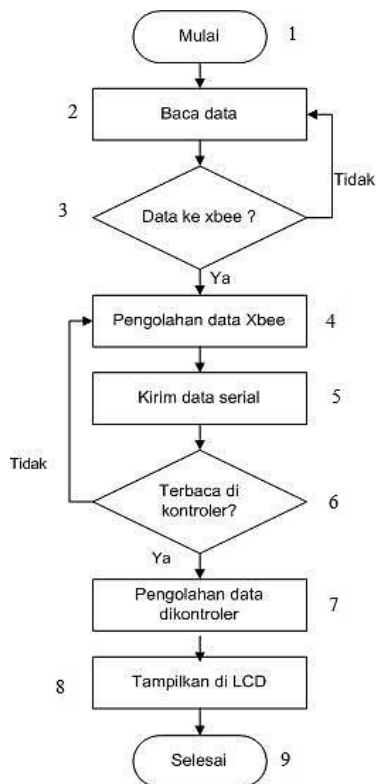 Mulai
1
2
Baca data
Tidak
3
Data ke xbee ?
Ya
Pengolahan data Xbee
4
Kirim data serial
5
Tidak
Terbaca di
kontroler?
6
Ya
Pengolahan data
dikontroler
7
8
Tampilkan di LCD
Selesai
9